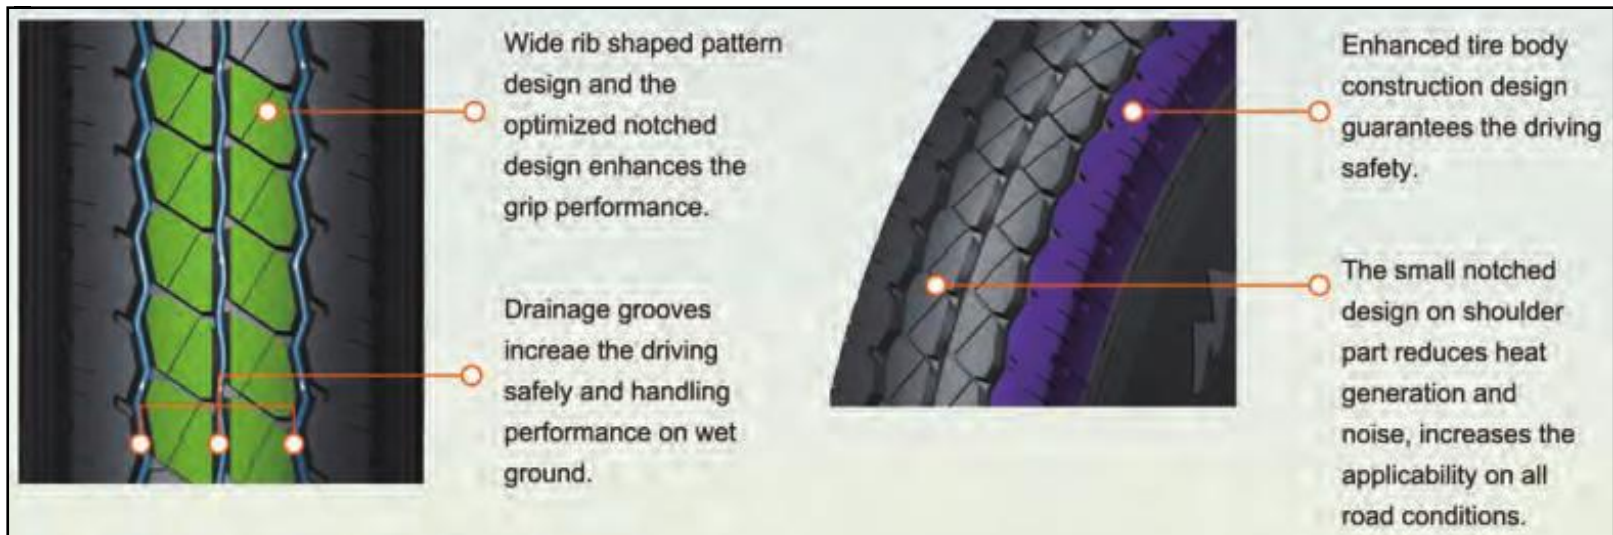 Wide rib shaped pattern
design and the
optimized notched
design enhances the
grip performance.
Drainage grooves
increae the driving
safely and handling
performance on wet
ground.
Enhanced tire body
construction design
guarantees the driving
safety.
The small notched
design on shoulder
part reduces heat
generation and
noise, increases the
applicability on all
road conditions.